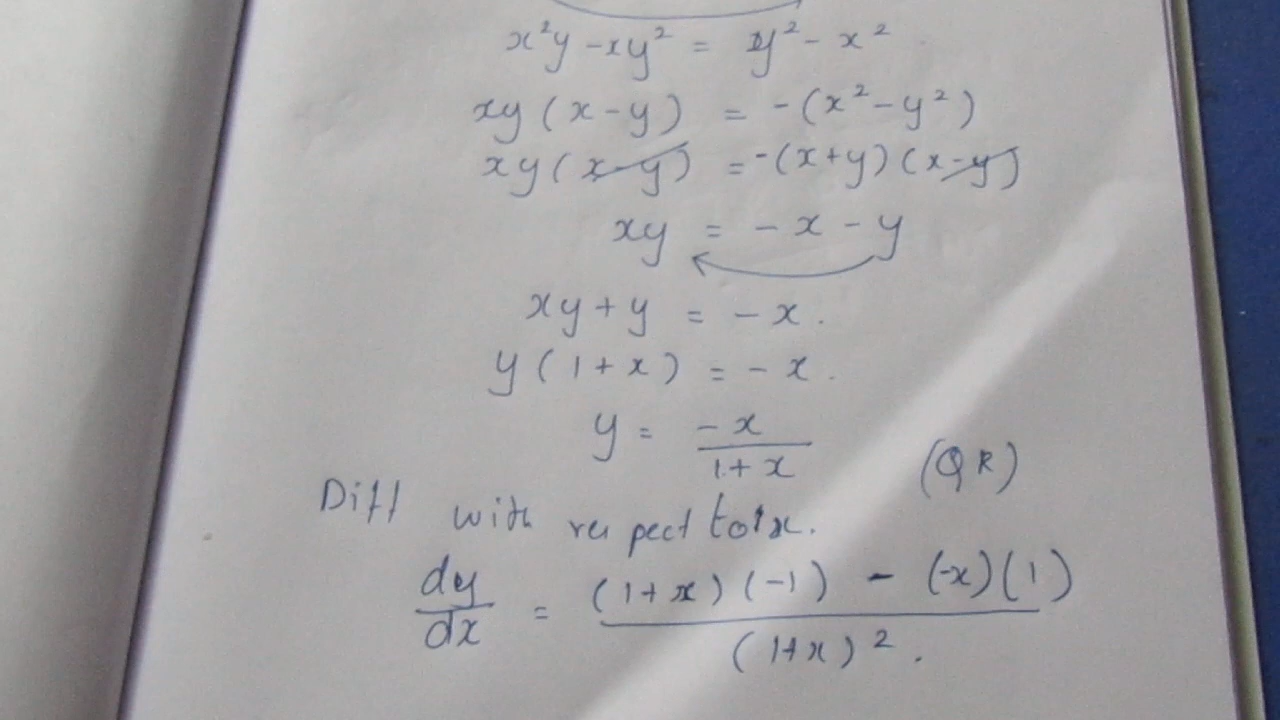 x²y - xy² = y² - x²
xy (x - y) = -(x² - y²)
xy (x - y) = -(x + y) (x - y)
xy = - x - y
xy + y = - x .
y (1 + x) = - x .
y = -x / 1 + x (QR)
Diff with respect to 'x.
dy/dx = (1 + x) (-1) - (-x) (1) / (1+x)² .